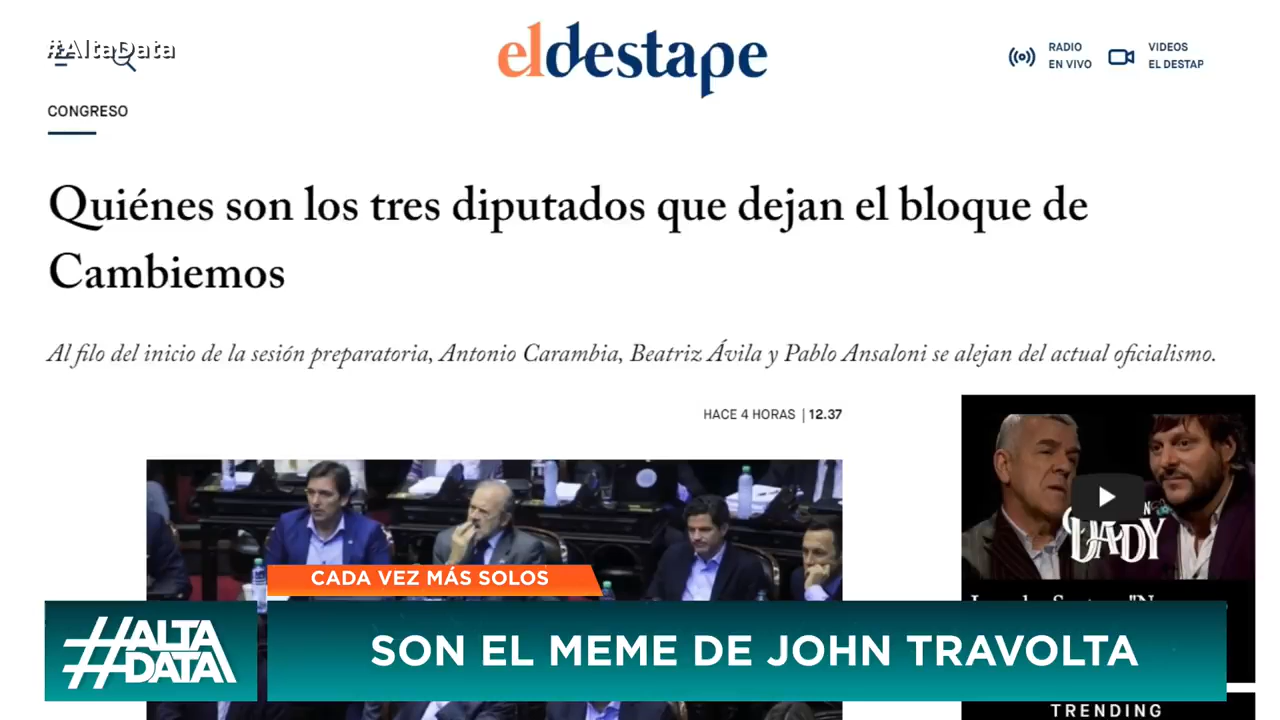 #AltaData
eldestape
RADIO
EN VIVO
VIDEOS
EL DESTAP
CONGRESO
Quiénes son los tres diputados que dejan el bloque de
Cambiemos
Al filo del inicio de la sesión preparatoria, Antonio Carambia, Beatriz Ávila y Pablo Ansaloni se alejan del actual oficialismo.
HACE 4 HORAS | 12.37
DADY
CADA VEZ MÁS SOLOS
#ALTA
DATA
SON EL MEME DE JOHN TRAVOLTA
TRENDING